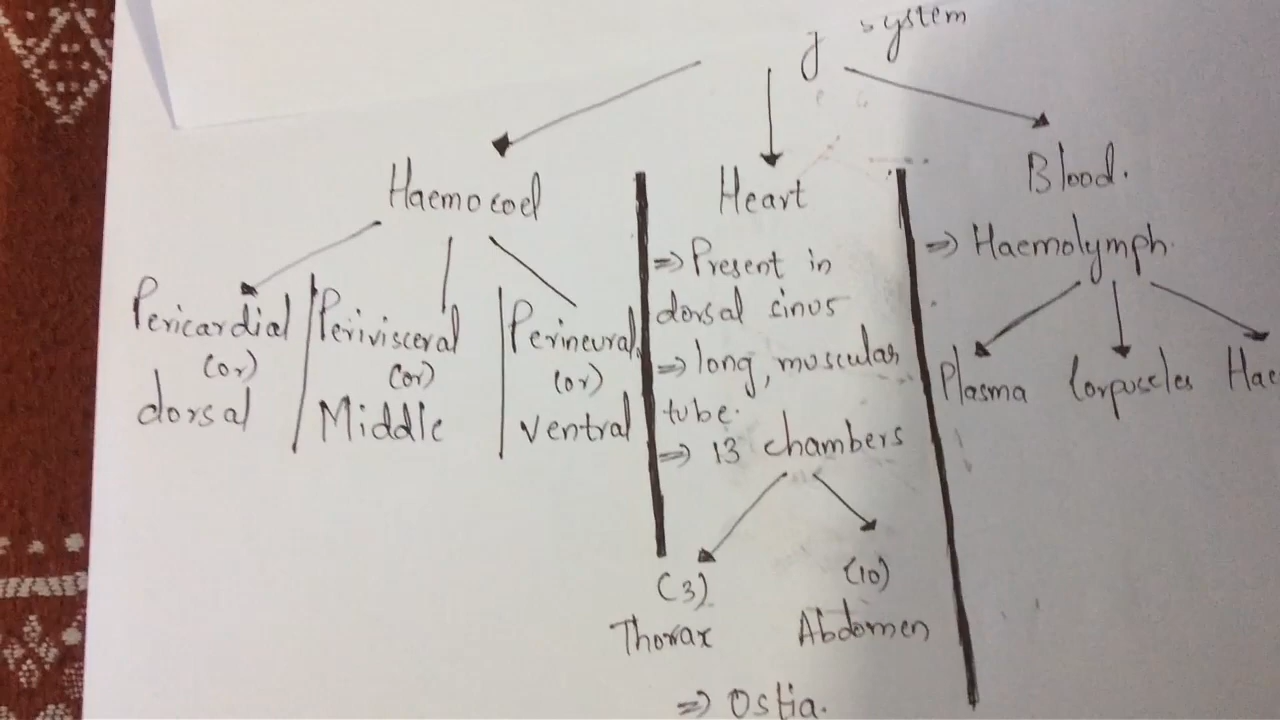 system
Haemocoel
Pericardial
(or)
dorsal
Perivisceral
(or)
Middle
Perineural
(or)
ventral
Heart
⇒ Present in
dorsal sinus
⇒ long, muscular
tube.
⇒ 13 chambers
(3)
Thorax
(10)
Abdomen
⇒ Ostia.
Blood.
⇒ Haemolymph.
Plasma
Corpuscles
Hae